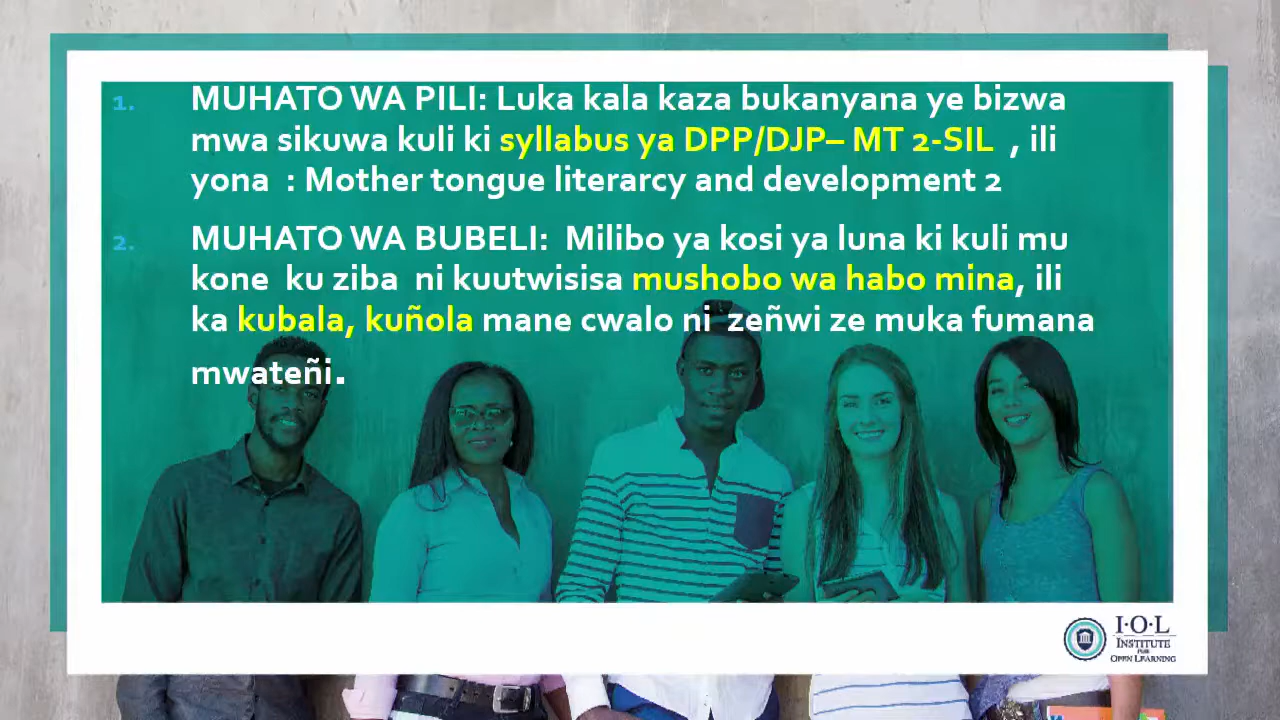 1. MUHATO WA PILI: Luka kala kaza bukanyana ye bizwa
mwa sikuwa kuli ki syllabus ya DPP/DJP– MT 2-SIL , ili
yona : Mother tongue literarcy and development 2
2. MUHATO WA BUBELI: Milibo ya kosi ya luna ki kuli mu
kone ku ziba ni kuutwisisa mushobo wa habo mina, ili
ka kubala, kuñola mane cwalo ni zeñwi ze muka fumana
mwateñi.
I·O·L
INSTITUTE
FOR
OPEN LEARNING